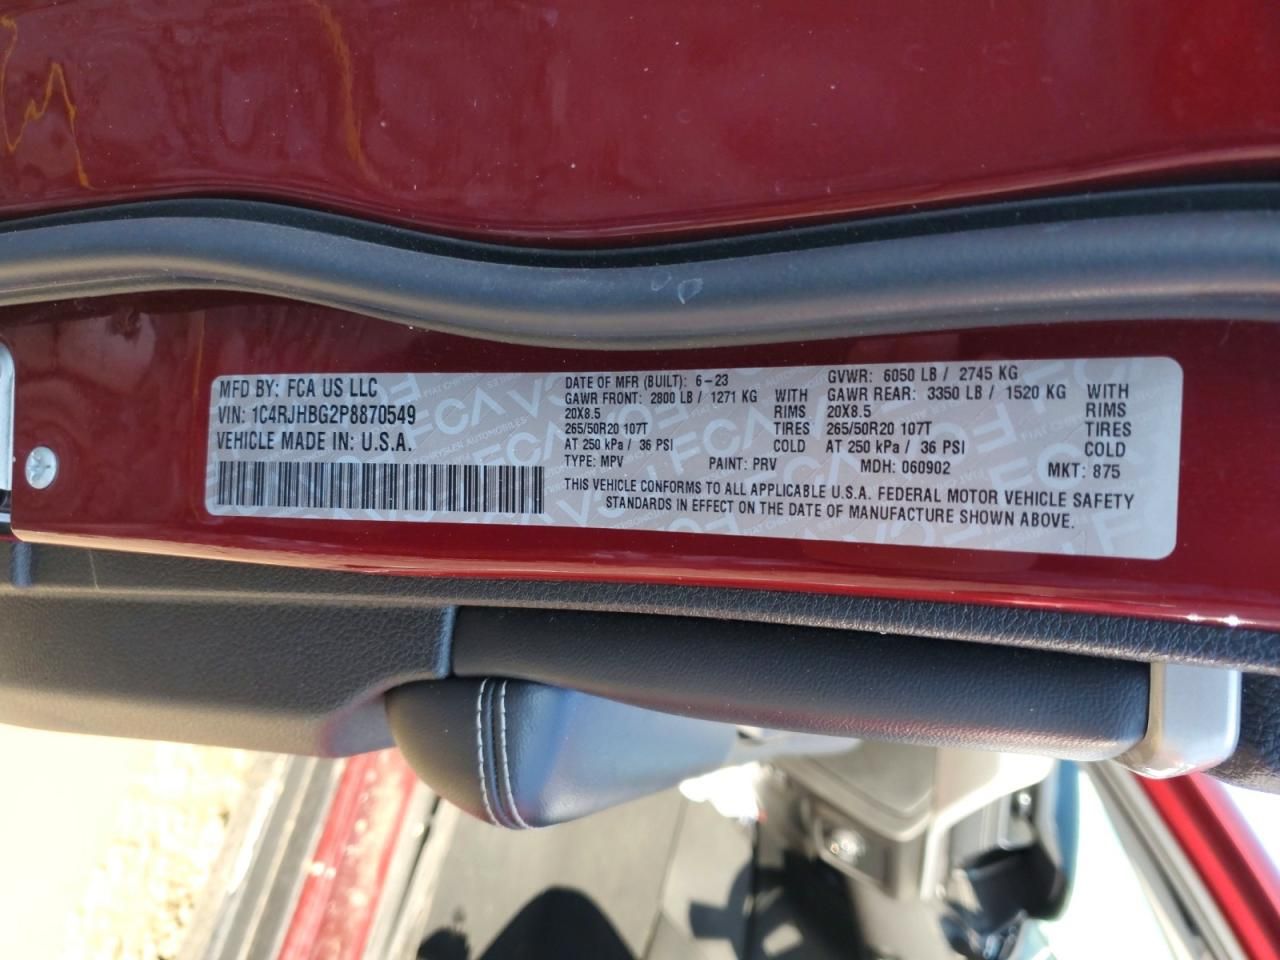 MFD BY: FCA US LLC
VIN: 1C4RJHBG2P8870549
VEHICLE MADE IN: U.S.A.
DATE OF MFR (BUILT): 6-23
GAWR FRONT: 2800 LB / 1271 KG WITH
20X8.5 RIMS
265/50R20 107T TIRES
AT 250 kPa / 36 PSI COLD
TYPE: MPV PAINT: PRV
GVWR: 6050 LB / 2745 KG
GAWR REAR: 3350 LB / 1520 KG WITH
20X8.5 RIMS
265/50R20 107T TIRES
AT 250 kPa / 36 PSI COLD
MDH: 060902 MKT: 875
THIS VEHICLE CONFORMS TO ALL APPLICABLE U.S.A. FEDERAL MOTOR VEHICLE SAFETY
STANDARDS IN EFFECT ON THE DATE OF MANUFACTURE SHOWN ABOVE.